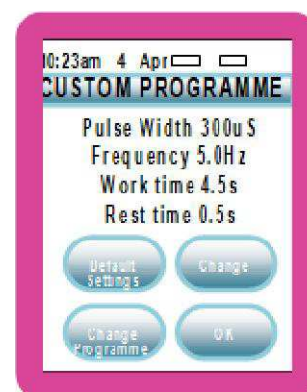 10:23am 4 Apr
CUSTOM PROGRAMME
Pulse Width 300uS
Frequency 5.0Hz
Work time 4.5s
Rest time 0.5s
Default
Settings
Change
Change
Programme
OK